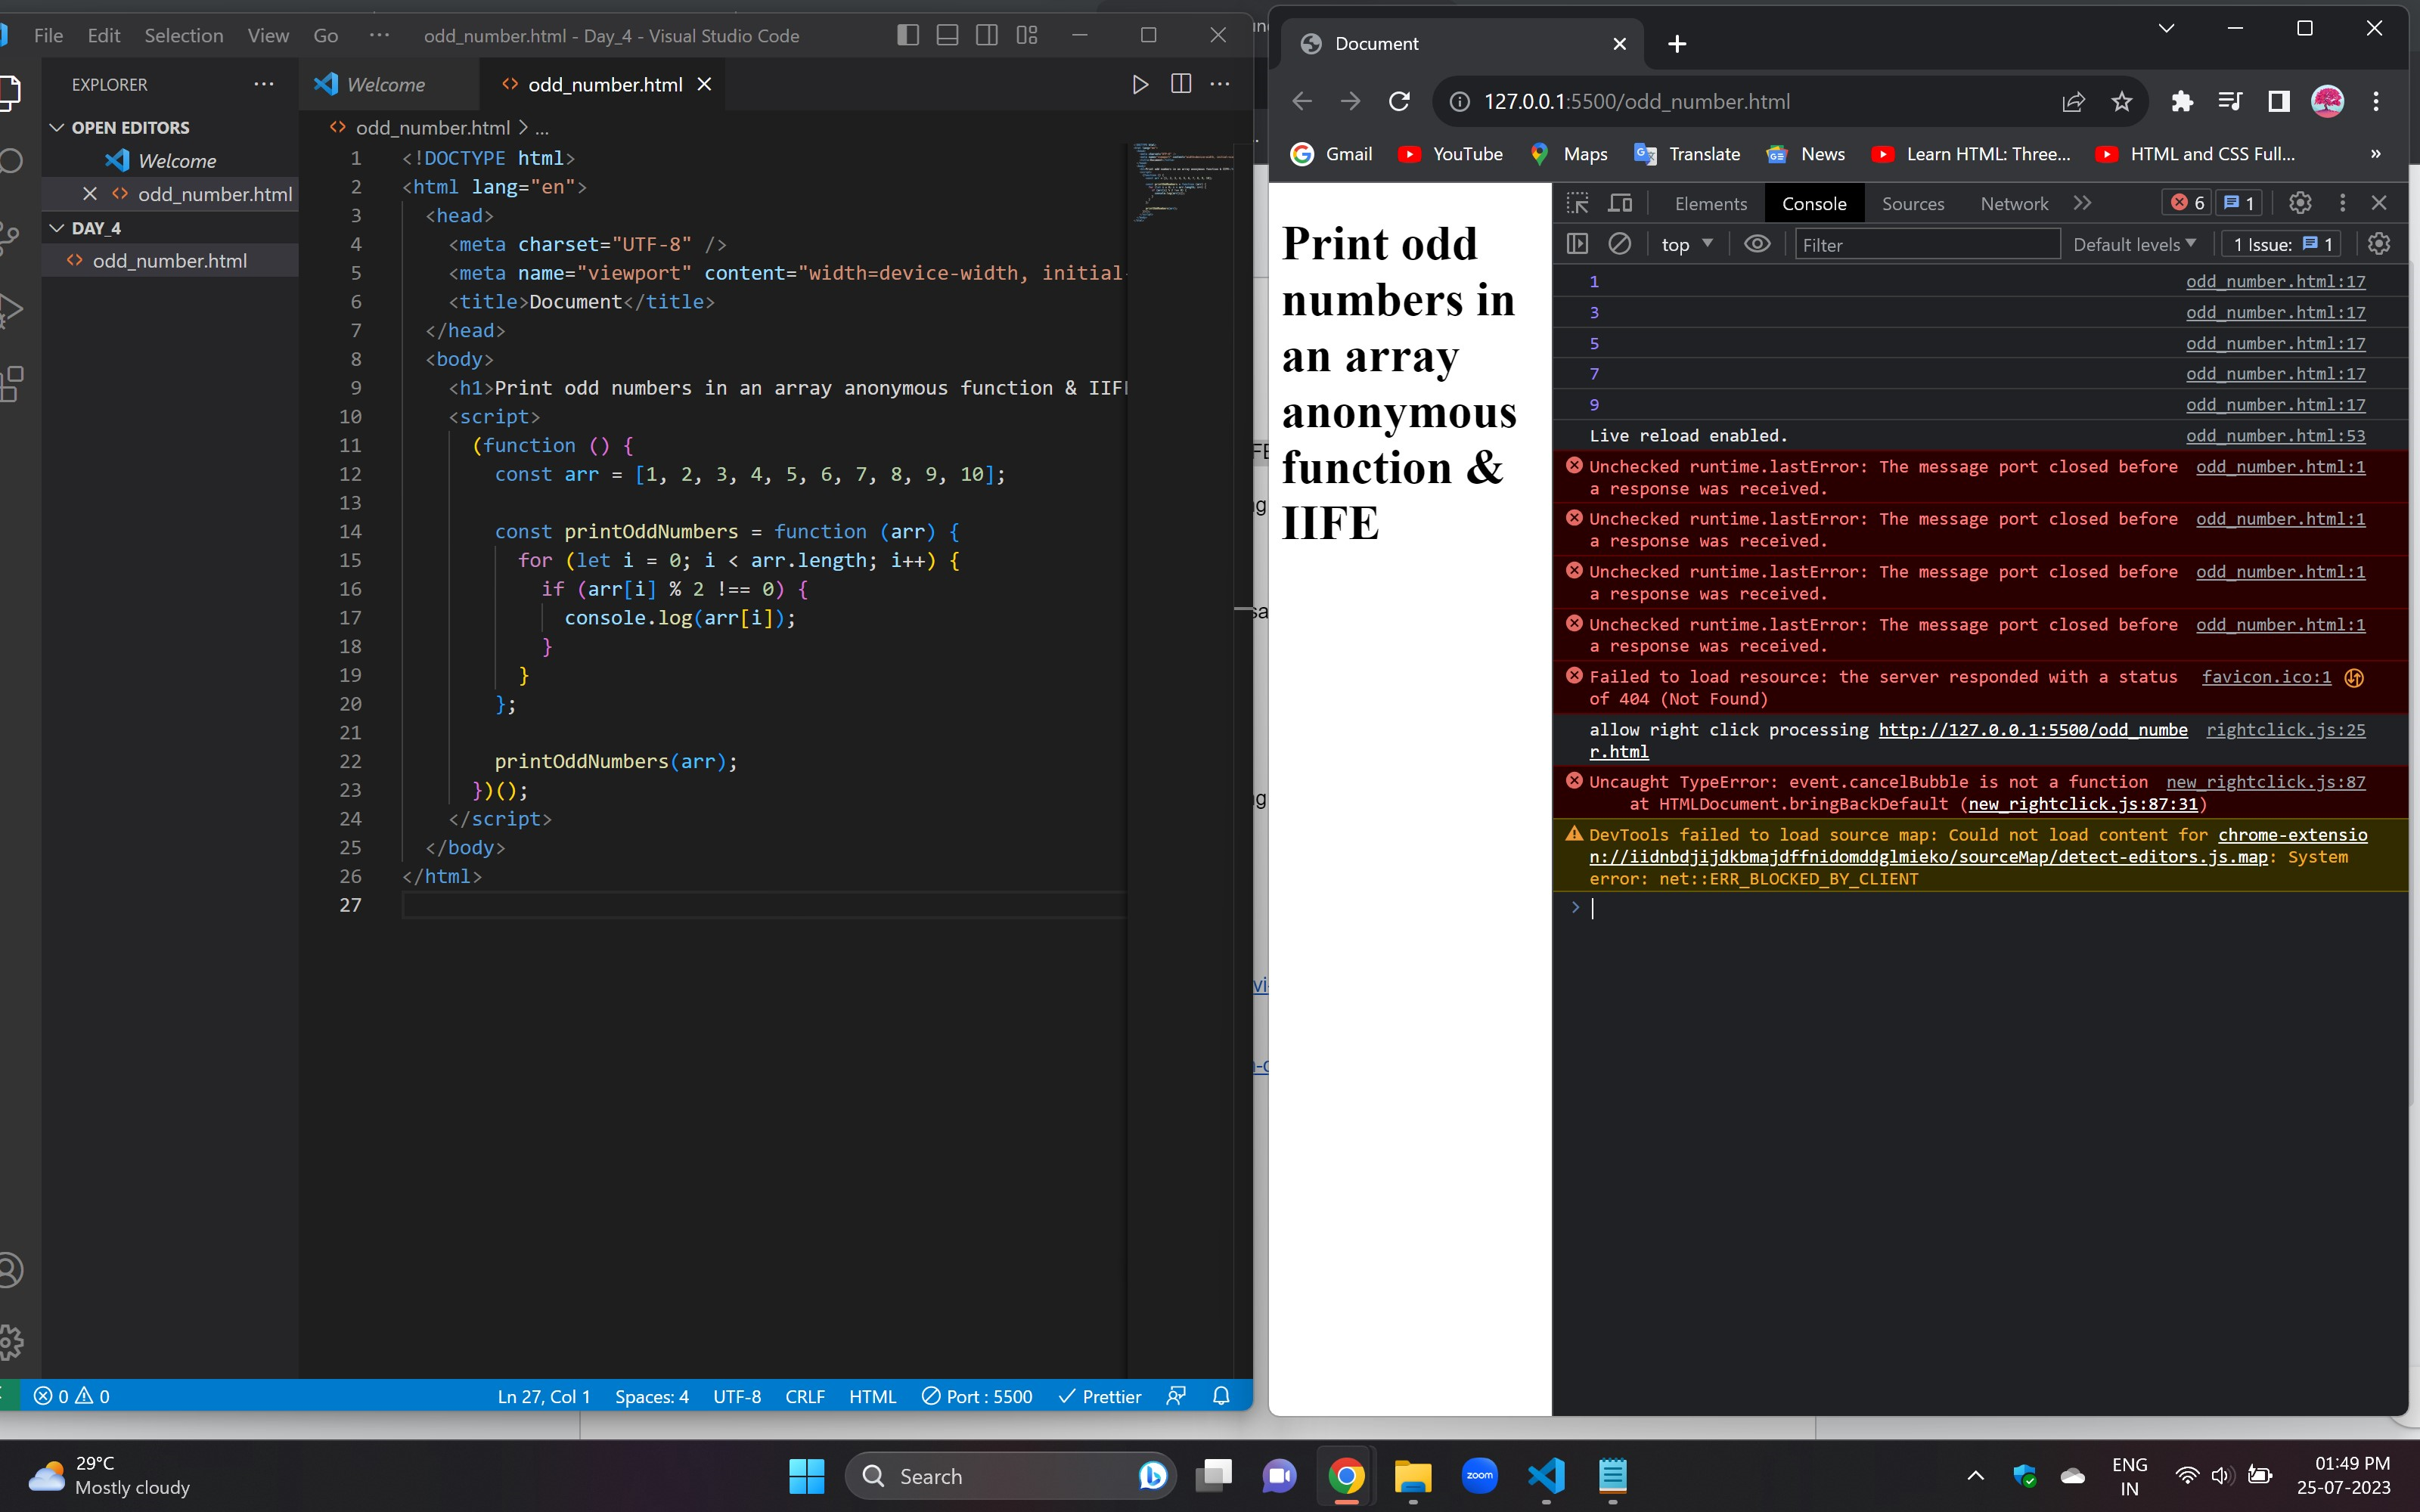 File Edit Selection View Go ··· odd_number.html - Day_4 - Visual Studio Code
EXPLORER ···
Welcome
odd_number.html
OPEN EDITORS
Welcome
odd_number.html
DAY_4
odd_number.html
odd_number.html > ...
1 <!DOCTYPE html>
2 <html lang="en">
3 <head>
4 <meta charset="UTF-8" />
5 <meta name="viewport" content="width=device-width, initial-
6 <title>Document</title>
7 </head>
8 <body>
9 <h1>Print odd numbers in an array anonymous function & IIFE
10 <script>
11 (function () {
12 const arr = [1, 2, 3, 4, 5, 6, 7, 8, 9, 10];
13
14 const printOddNumbers = function (arr) {
15 for (let i = 0; i < arr.length; i++) {
16 if (arr[i] % 2 !== 0) {
17 console.log(arr[i]);
18 }
19 }
20 };
21
22 printOddNumbers(arr);
23 })();
24 </script>
25 </body>
26 </html>
27
0 0
Ln 27, Col 1 Spaces: 4 UTF-8 CRLF HTML Port : 5500 Prettier
Document
127.0.0.1:5500/odd_number.html
Gmail YouTube Maps Translate News Learn HTML: Three... HTML and CSS Full... »
Print odd
numbers in
an array
anonymous
function &
IIFE
Elements Console Sources Network 6 1
top Filter Default levels 1 Issue: 1
1 odd_number.html:17
3 odd_number.html:17
5 odd_number.html:17
7 odd_number.html:17
9 odd_number.html:17
Live reload enabled. odd_number.html:53
Unchecked runtime.lastError: The message port closed before odd_number.html:1
a response was received.
Unchecked runtime.lastError: The message port closed before odd_number.html:1
a response was received.
Unchecked runtime.lastError: The message port closed before odd_number.html:1
a response was received.
Unchecked runtime.lastError: The message port closed before odd_number.html:1
a response was received.
Failed to load resource: the server responded with a status favicon.ico:1
of 404 (Not Found)
allow right click processing http://127.0.0.1:5500/odd_numbe rightclick.js:25
r.html
Uncaught TypeError: event.cancelBubble is not a function new_rightclick.js:87
at HTMLDocument.bringBackDefault (new_rightclick.js:87:31)
DevTools failed to load source map: Could not load content for chrome-extensio
n://iidnbdjijdkbmajdffnidomddglmieko/sourceMap/detect-editors.js.map: System
error: net::ERR_BLOCKED_BY_CLIENT
>
29°C
Mostly cloudy
Search
zoom
ENG
IN
01:49 PM
25-07-2023